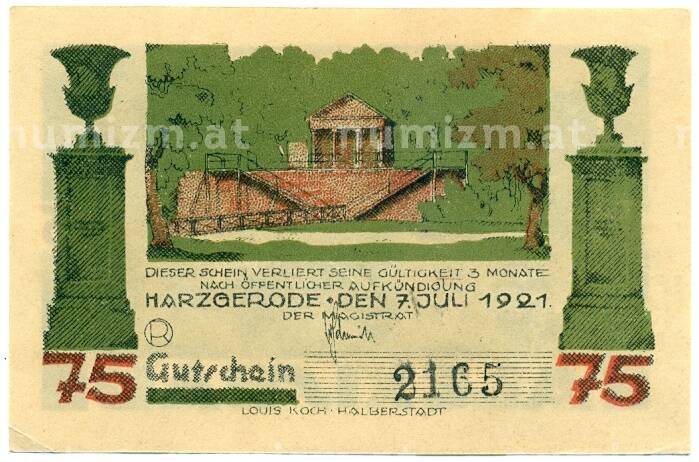 numizm.at numizm.at numizm.at
DIESER SCHEIN VERLIERT SEINE GÜLTIGKEIT 3 MONATE
NACH ÖFFENTLICHER AUFKÜNDIGUNG
HARZGERODE · DEN 7. JULI 1921.
DER MAGISTRAT
R
75 Gutschein 2165 75
LOUIS KOCH · HALBERSTADT